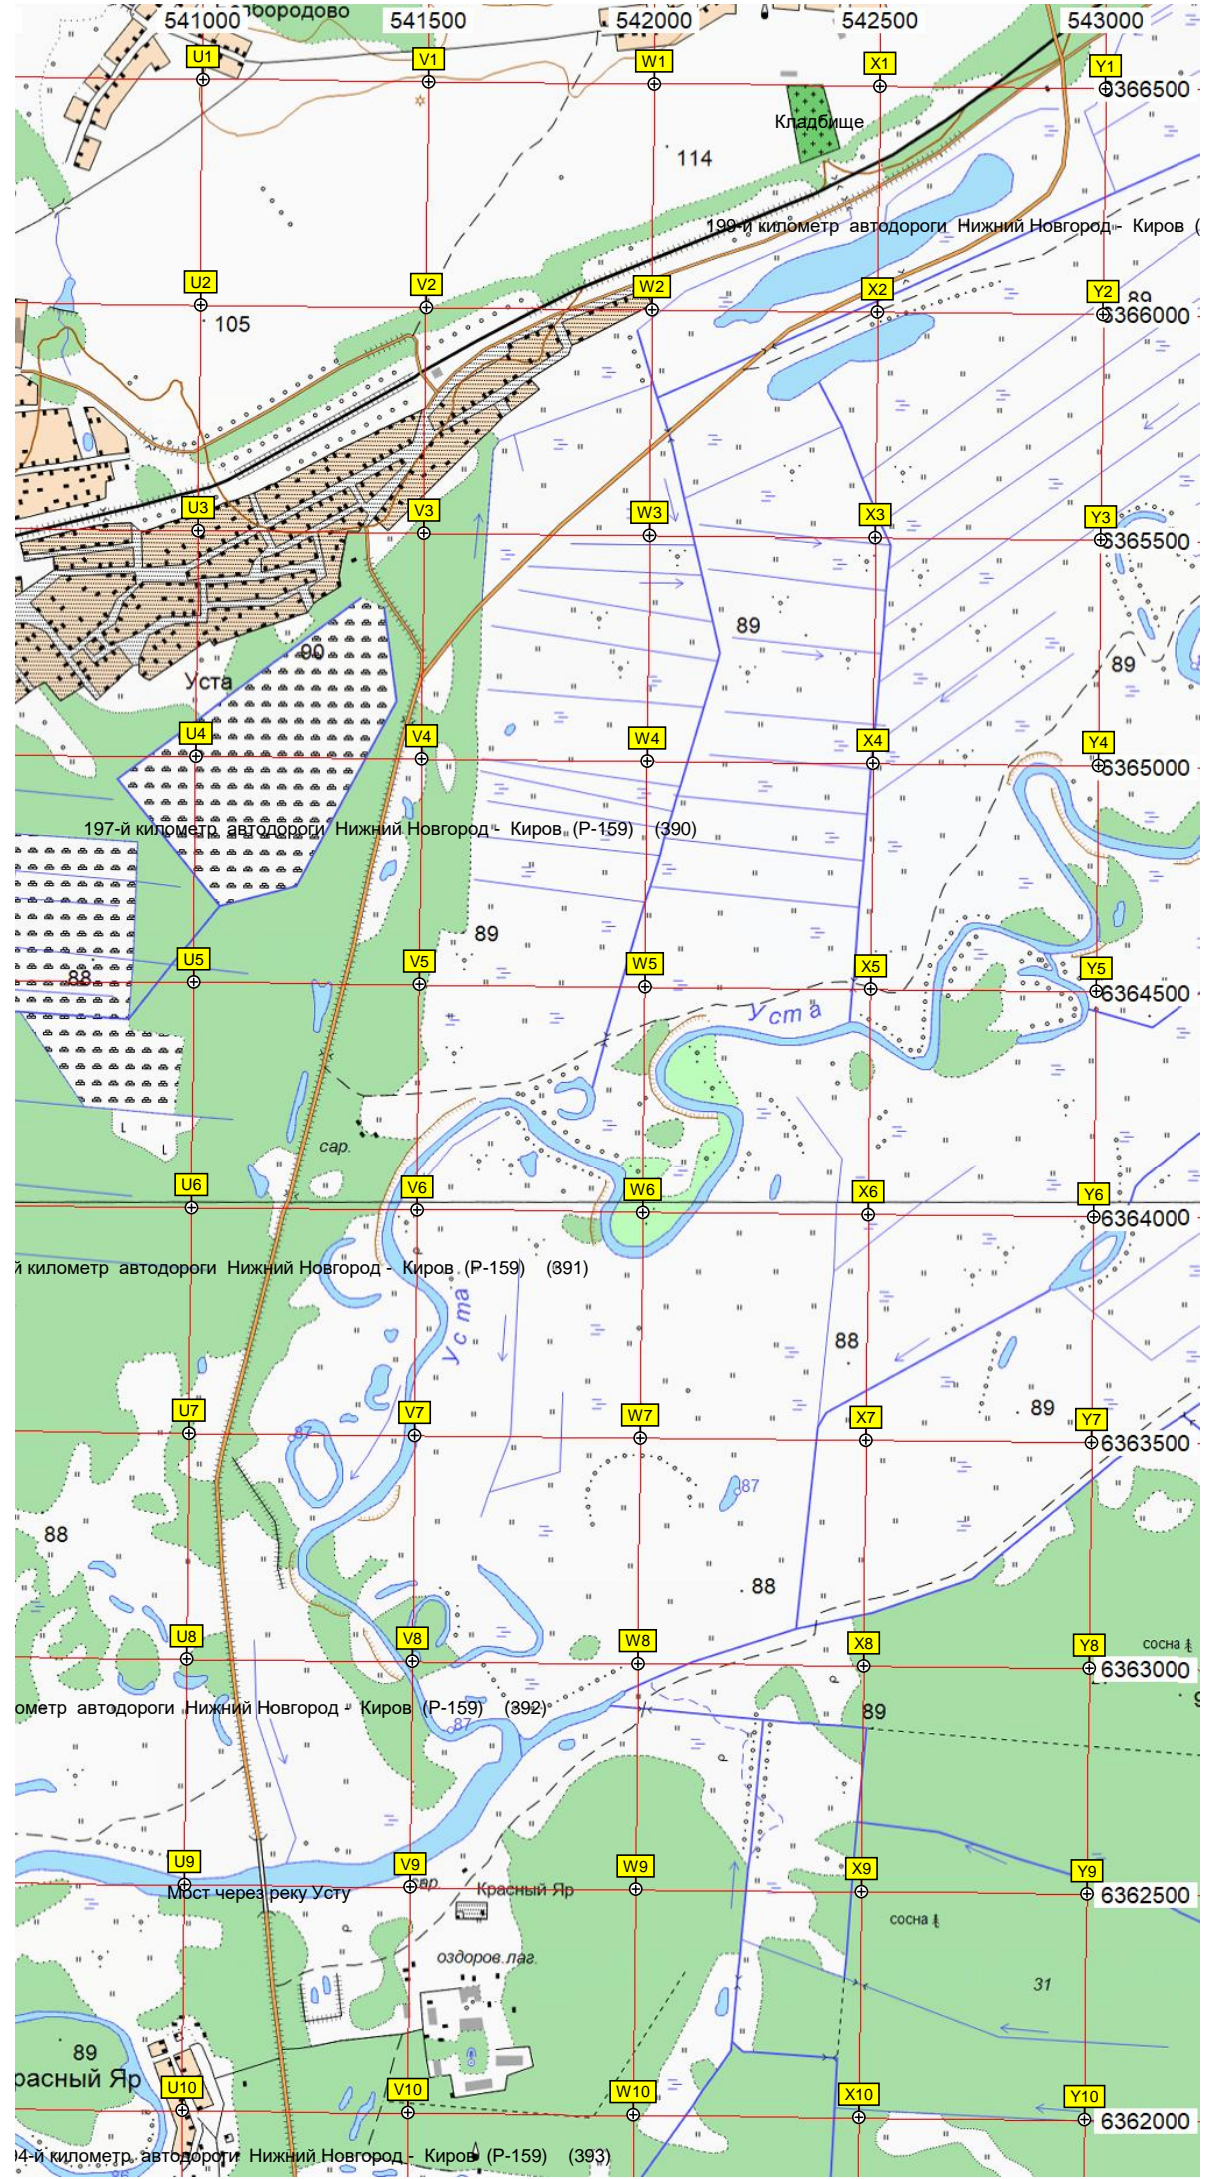 541000 541500 542000 542500 543000
U1 V1 W1 X1 Y1
6366500
Кладбище
114
199-й километр автодороги Нижний Новгород - Киров (
U2 V2 W2 X2 Y2
89
6366000
105
U3 V3 W3 X3 Y3
6365500
89
90
89
Уста
U4 V4 W4 X4 Y4
6365000
197-й километр автодороги Нижний Новгород - Киров (Р-159) (390)
89
U5 V5 W5 X5 Y5
88
6364500
Уста
сар.
U6 V6 W6 X6 Y6
6364000
й километр автодороги Нижний Новгород - Киров (Р-159) (391)
Уста
88
89
U7 V7 W7 X7 Y7
87
6363500
87
88
88
U8 V8 W8 X8 Y8
сосна
6363000
ометр автодороги Нижний Новгород - Киров (Р-159) (392)
89
87
U9 V9 W9 X9 Y9
Мост через реку Усту
сар.
Красный Яр
6362500
сосна
оздоров.лаг.
31
89
расный Яр
U10 V10 W10 X10 Y10
6362000
4-й километр автодороги Нижний Новгород - Киров (Р-159) (393)
86